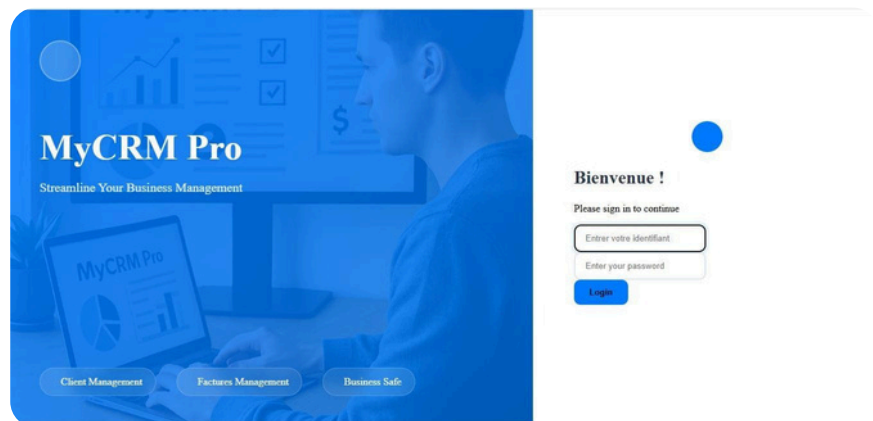 MyCRM Pro
Streamline Your Business Management
MyCRM Pro
$
Client Management
Factures Management
Business Safe
Bienvenue !
Please sign in to continue
Entrer votre identifiant
Enter your password
Login